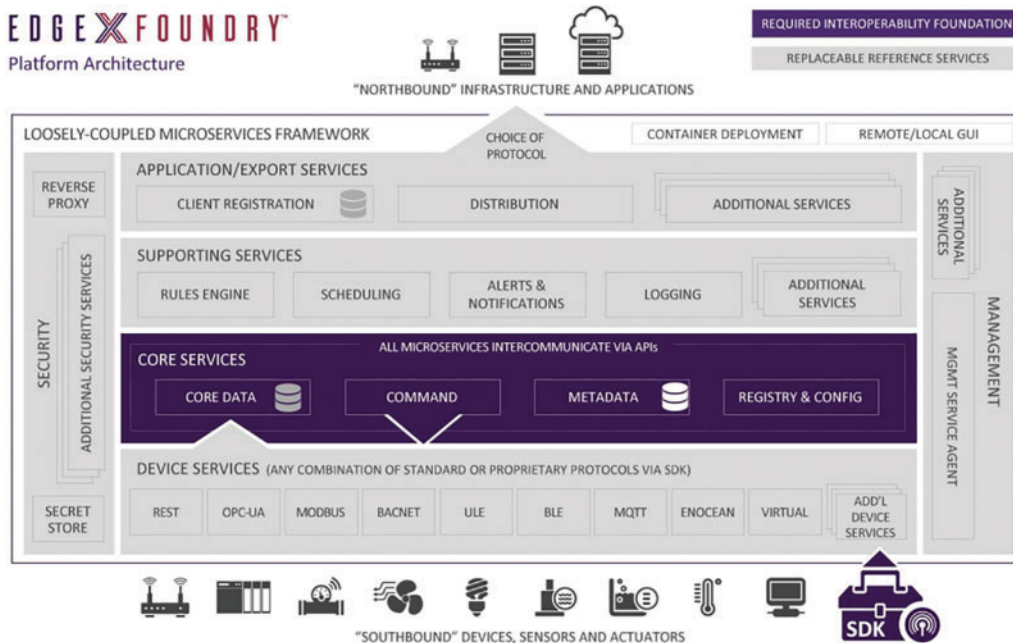 EDGE X FOUNDRY™
Platform Architecture
REQUIRED INTEROPERABILITY FOUNDATION
REPLACEABLE REFERENCE SERVICES
"NORTHBOUND" INFRASTRUCTURE AND APPLICATIONS
LOOSELY-COUPLED MICROSERVICES FRAMEWORK
CHOICE OF
PROTOCOL
CONTAINER DEPLOYMENT
REMOTE/LOCAL GUI
SECURITY
REVERSE
PROXY
ADDITIONAL SECURITY SERVICES
SECRET
STORE
APPLICATION/EXPORT SERVICES
CLIENT REGISTRATION
DISTRIBUTION
ADDITIONAL SERVICES
SUPPORTING SERVICES
RULES ENGINE
SCHEDULING
ALERTS &
NOTIFICATIONS
LOGGING
ADDITIONAL
SERVICES
ALL MICROSERVICES INTERCOMMUNICATE VIA APIs
CORE SERVICES
CORE DATA
COMMAND
METADATA
REGISTRY & CONFIG
DEVICE SERVICES (ANY COMBINATION OF STANDARD OR PROPRIETARY PROTOCOLS VIA SDK)
REST
OPC-UA
MODBUS
BACNET
ULE
BLE
MQTT
ENOCEAN
VIRTUAL
ADD'L
DEVICE
SERVICES
ADDITIONAL
SERVICES
MGMT SERVICE AGENT
MANAGEMENT
SDK
"SOUTHBOUND" DEVICES, SENSORS AND ACTUATORS